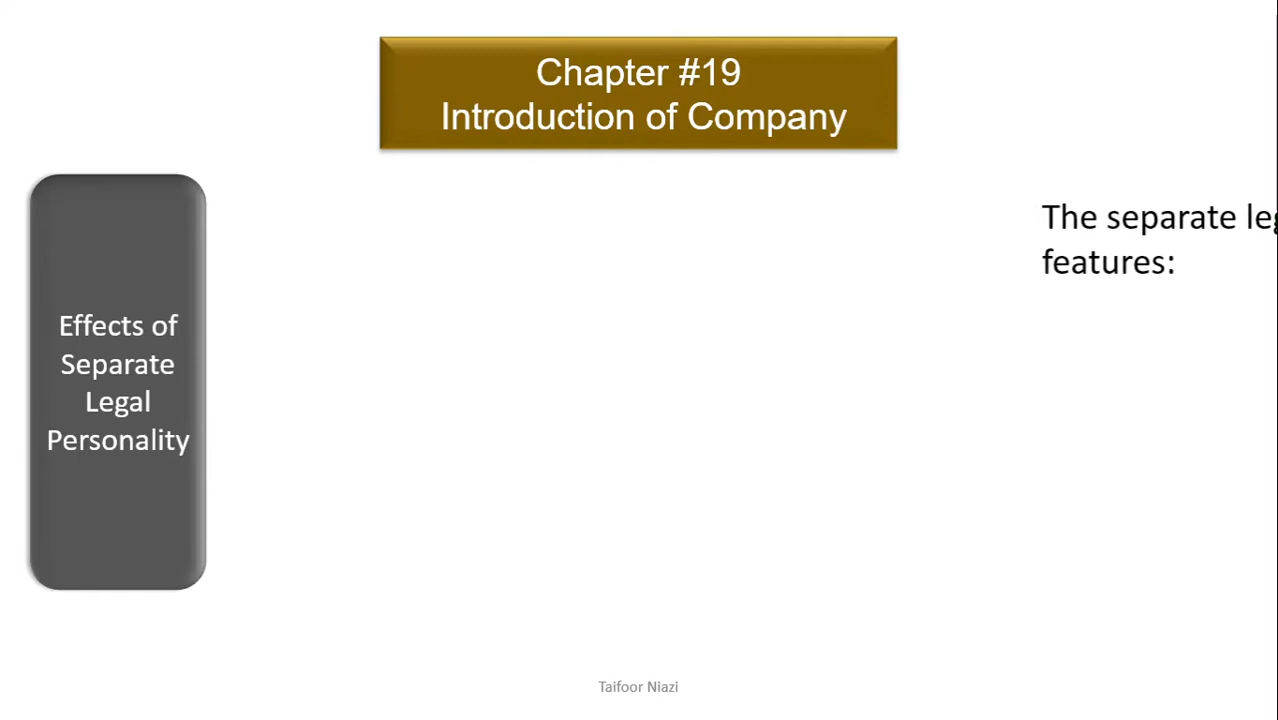 Chapter #19
Introduction of Company
The separate
features:
Effects of
Separate
Legal
Personality
Taifoor Niazi